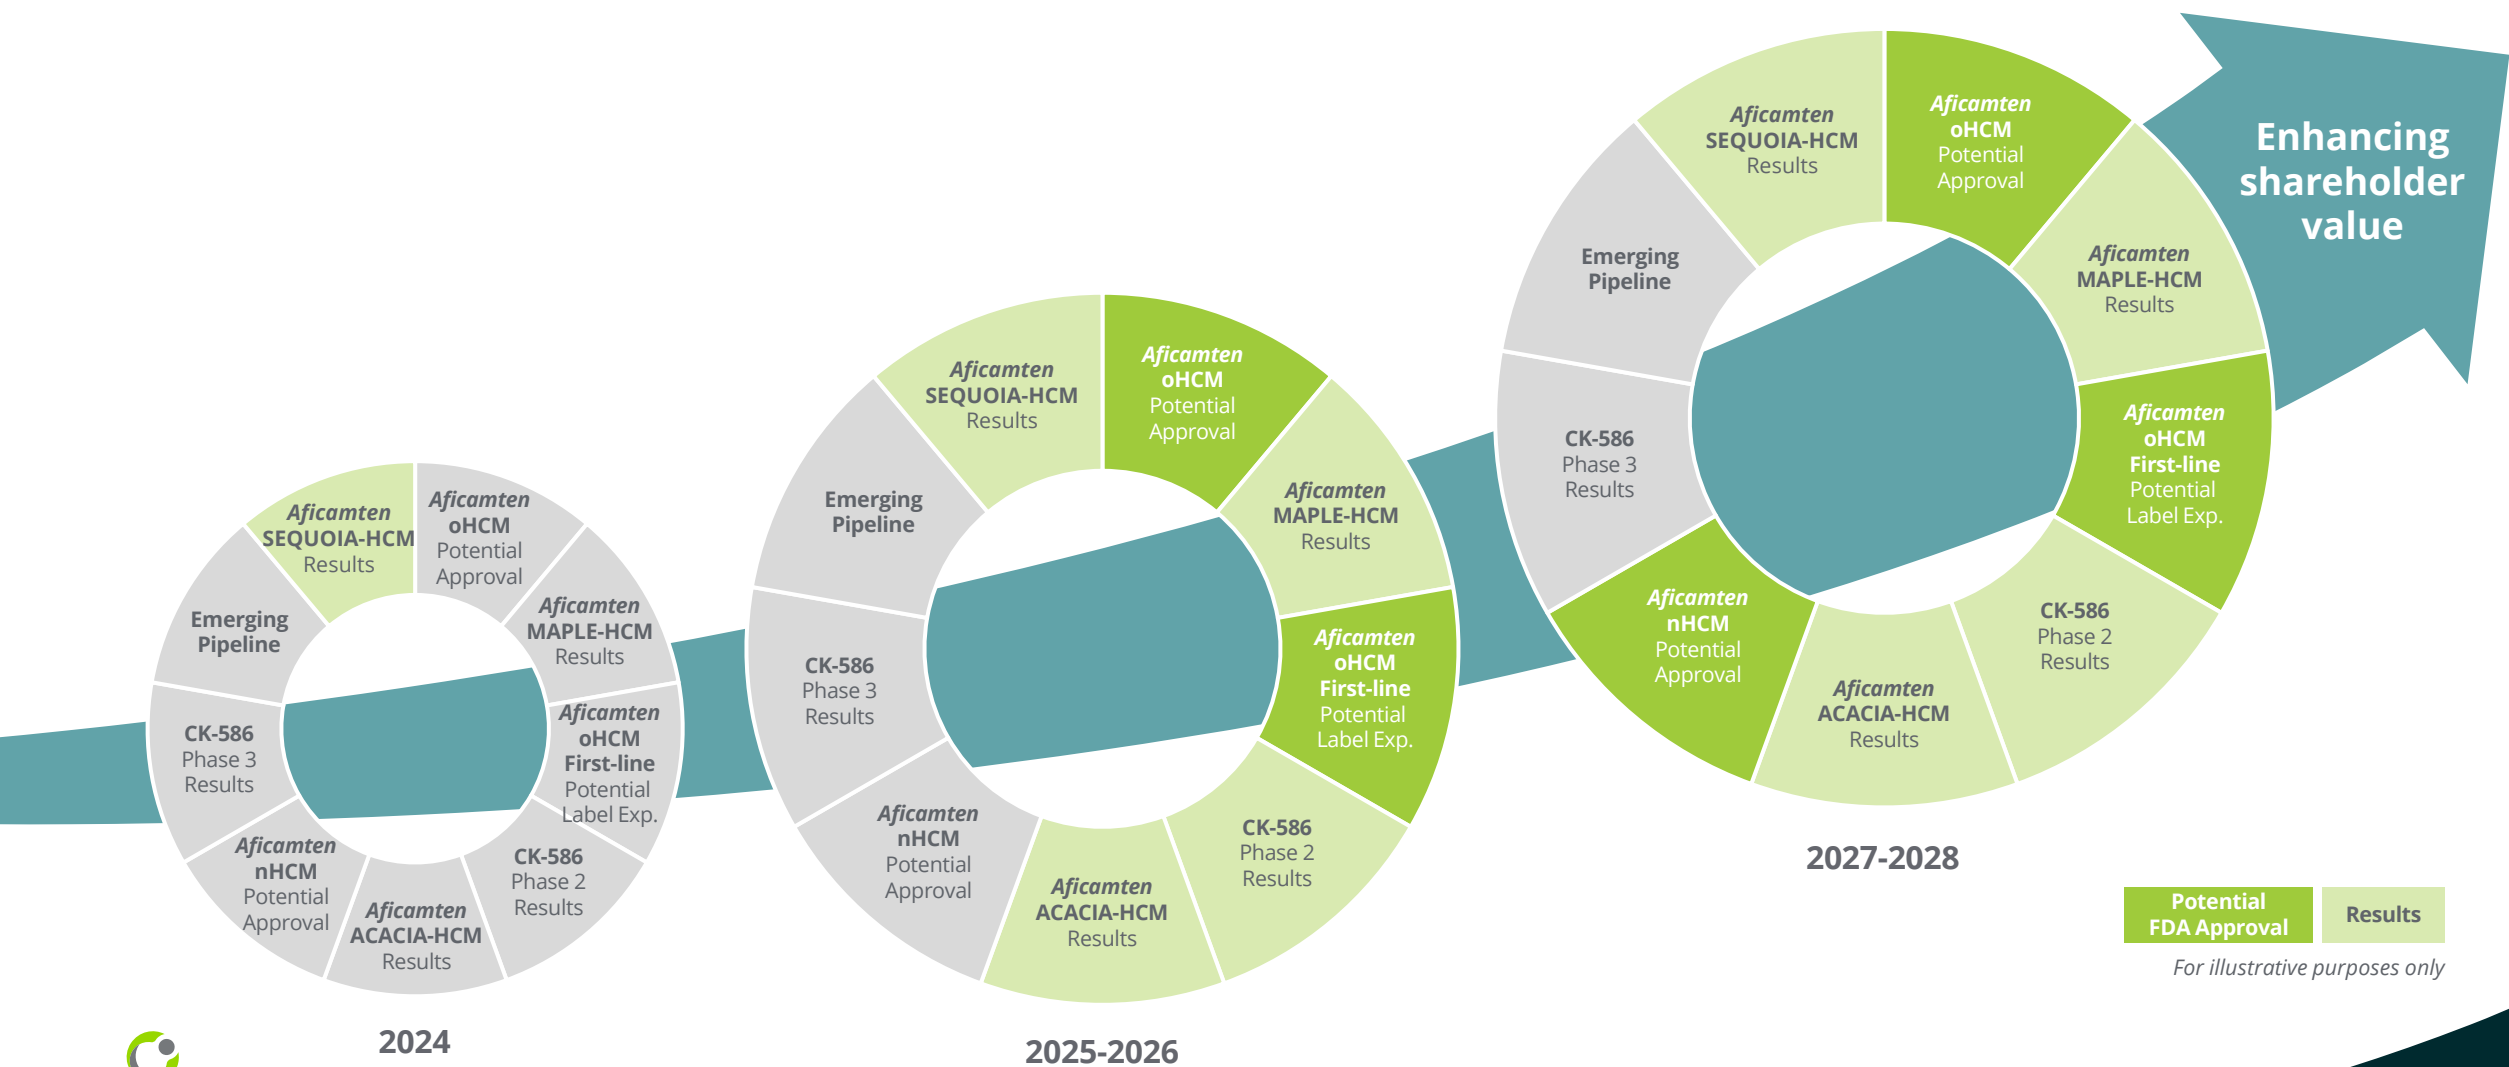 Aficamten
SEQUOIA-HCM
Results
Aficamten
oHCM
Potential
Approval
Aficamten
MAPLE-HCM
Results
Aficamten
oHCM
First-line
Potential
Label Exp.
CK-586
Phase 2
Results
Aficamten
ACACIA-HCM
Results
Aficamten
nHCM
Potential
Approval
CK-586
Phase 3
Results
Emerging
Pipeline
2024
Aficamten
SEQUOIA-HCM
Results
Aficamten
oHCM
Potential
Approval
Aficamten
MAPLE-HCM
Results
Aficamten
oHCM
First-line
Potential
Label Exp.
CK-586
Phase 2
Results
Aficamten
ACACIA-HCM
Results
Aficamten
nHCM
Potential
Approval
CK-586
Phase 3
Results
Emerging
Pipeline
2025-2026
Aficamten
SEQUOIA-HCM
Results
Aficamten
oHCM
Potential
Approval
Aficamten
MAPLE-HCM
Results
Aficamten
oHCM
First-line
Potential
Label Exp.
CK-586
Phase 2
Results
Aficamten
ACACIA-HCM
Results
Aficamten
nHCM
Potential
Approval
CK-586
Phase 3
Results
Emerging
Pipeline
2027-2028
Enhancing
shareholder
value
Potential
FDA Approval
Results
For illustrative purposes only